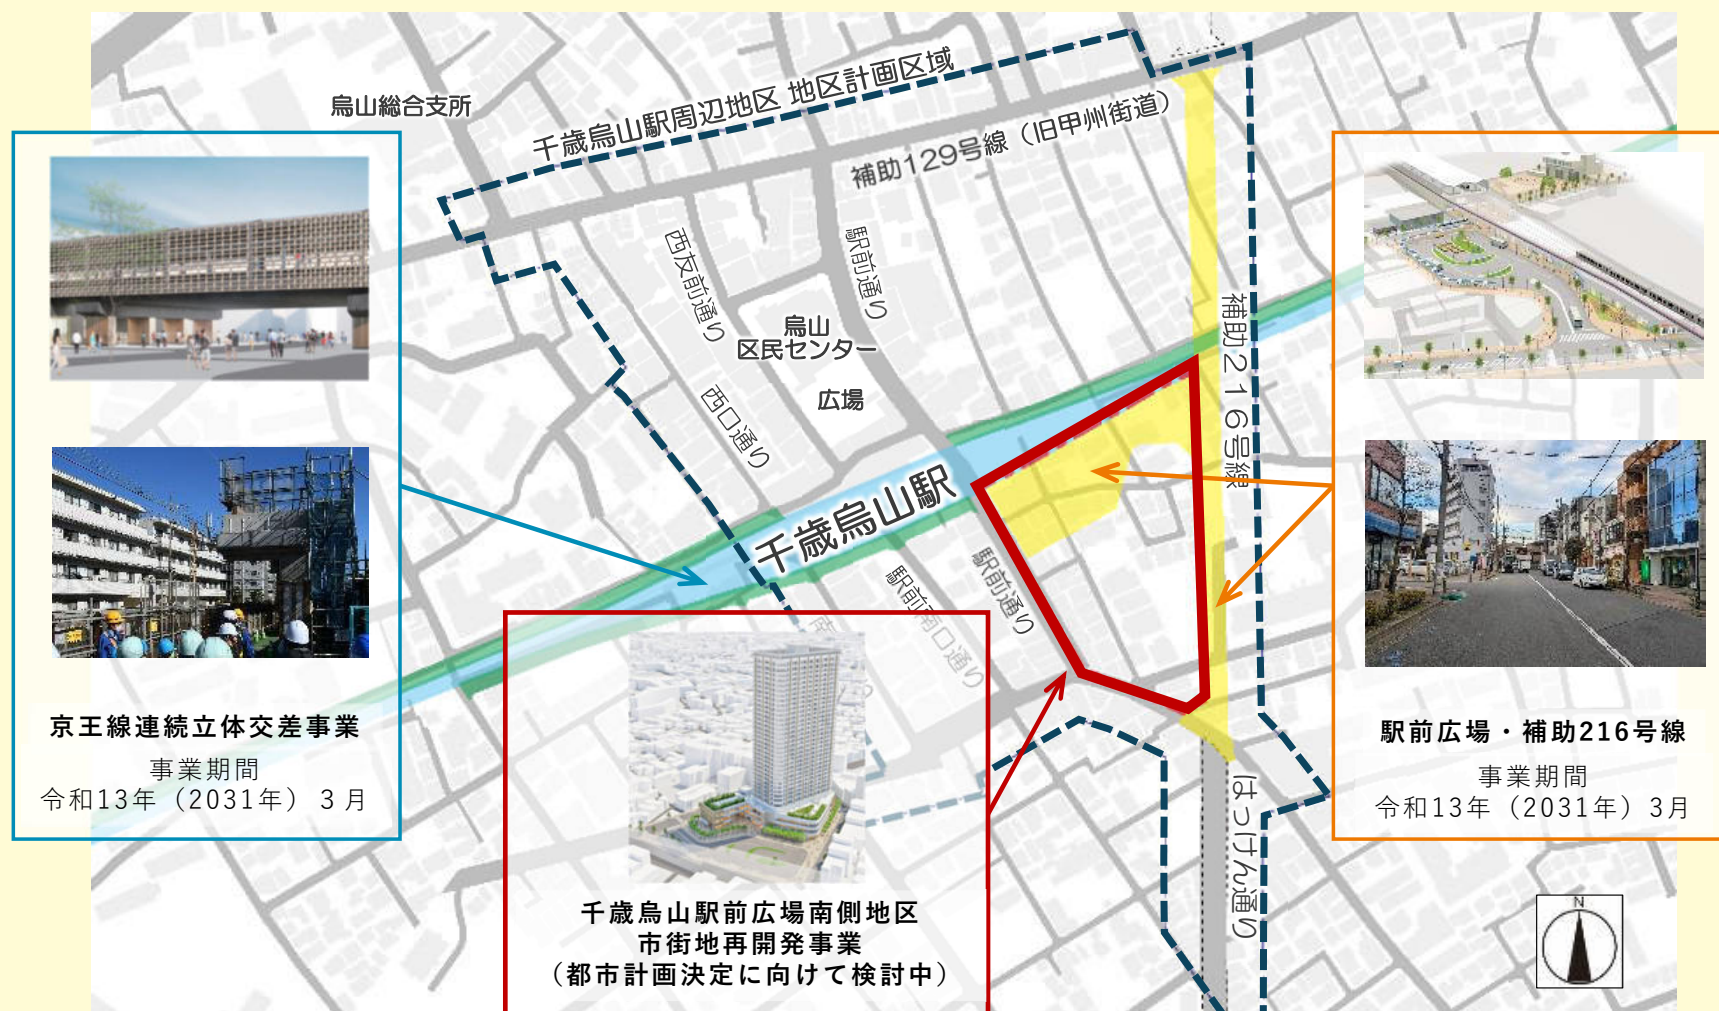 烏山総合支所
千歳烏山駅周辺地区 地区計画区域
補助129号線（旧甲州街道）
西友前通り
駅前通り
烏山
区民センター
広場
西口通り
補助216号線
千歳烏山駅
駅前通り
駅前南口通り
南
り
はっけん通り
京王線連続立体交差事業
事業期間
令和13年（2031年）３月
千歳烏山駅前広場南側地区
市街地再開発事業
（都市計画決定に向けて検討中）
駅前広場・補助216号線
事業期間
令和13年（2031年）3月
N